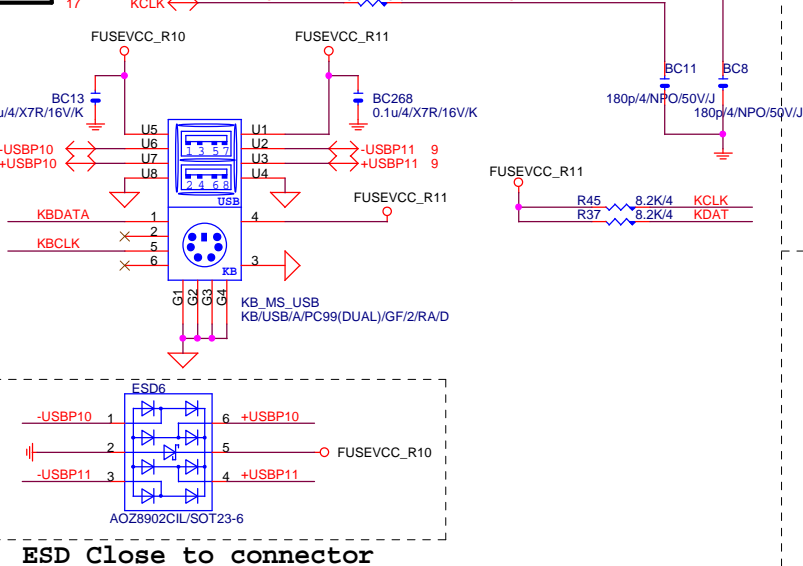 17 KCLK
FUSEVCC_R10 FUSEVCC_R11
BC13 BC268 BC11 BC8
u/4/X7R/16V/K 0.1u/4/X7R/16V/K 180p/4/NPO/50V/J 180p/4/NPO/50V/J
U5 U1
-USBP10 U6 U2 -USBP11 9
+USBP10 U7 U3 +USBP11 9
U8 U4
1 3 5 7
2 4 6 8
USB
FUSEVCC_R11
FUSEVCC_R11
R45 8.2K/4 KCLK
R37 8.2K/4 KDAT
KBDATA 1 4
2
KBCLK 5
6 3
KB
G1 G2 G3 G4
KB_MS_USB
KB/USB/A/PC99(DUAL)/GF/2/RA/D
ESD6
-USBP10 1 6 +USBP10
2 5 FUSEVCC_R10
-USBP11 3 4 +USBP11
AOZ8902CIL/SOT23-6
ESD Close to connector